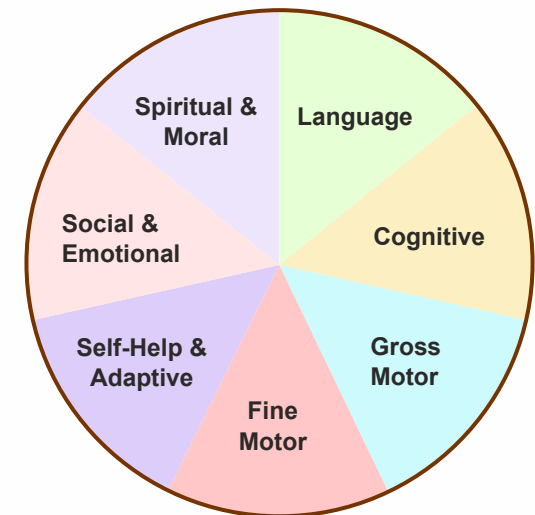 Spiritual &
Moral
Language
Cognitive
Gross
Motor
Fine
Motor
Self-Help &
Adaptive
Social &
Emotional